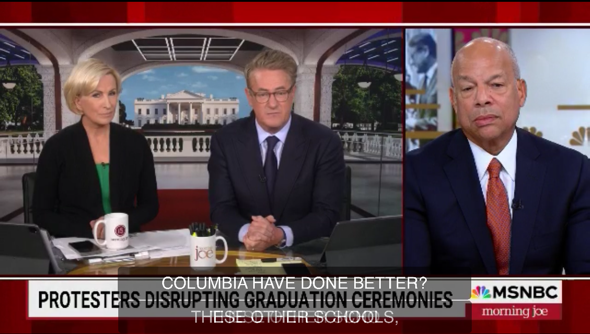 joe
COLUMBIA HAVE DONE BETTER?
PROTESTERS DISRUPTING GRADUATION CEREMONIES
MSNBC
THESE OTHER SCHOOLS,
morning joe